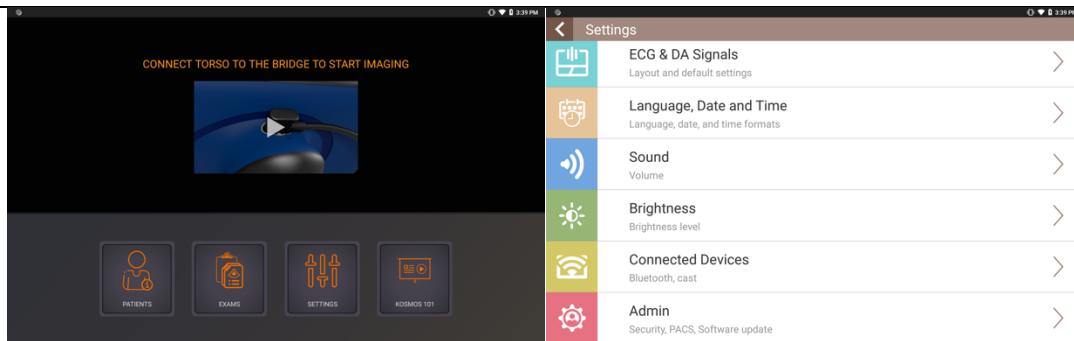 3:39 PM
CONNECT TORSO TO THE BRIDGE TO START IMAGING
PATIENTS
EXAMS
SETTINGS
KOSMOS 101
3:39 PM
Settings
ECG & DA Signals
Layout and default settings
Language, Date and Time
Language, date, and time formats
Sound
Volume
Brightness
Brightness level
Connected Devices
Bluetooth, cast
Admin
Security, PACS, Software update